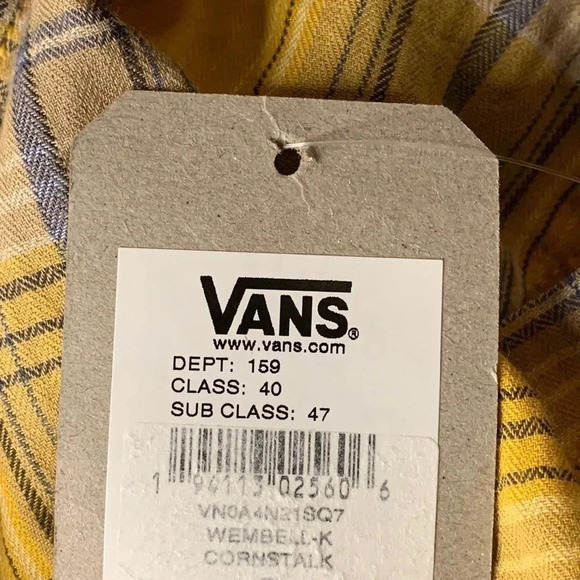 VANS®
www.vans.com
DEPT: 159
CLASS: 40
SUB CLASS: 47
1 94113 02560 6
VN0A4N21SQ7
WEMBELL-K
CORNSTALK